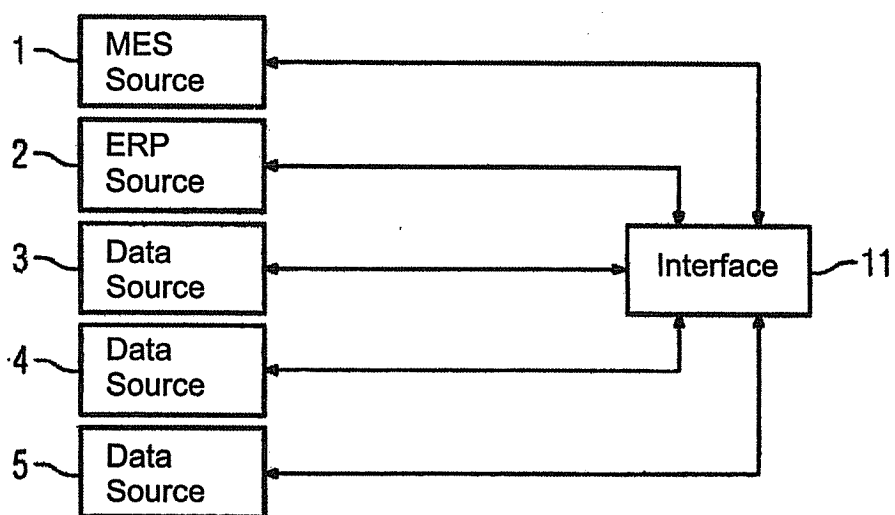 1
MES
Source
2
ERP
Source
3
Data
Source
Interface
11
4
Data
Source
5
Data
Source